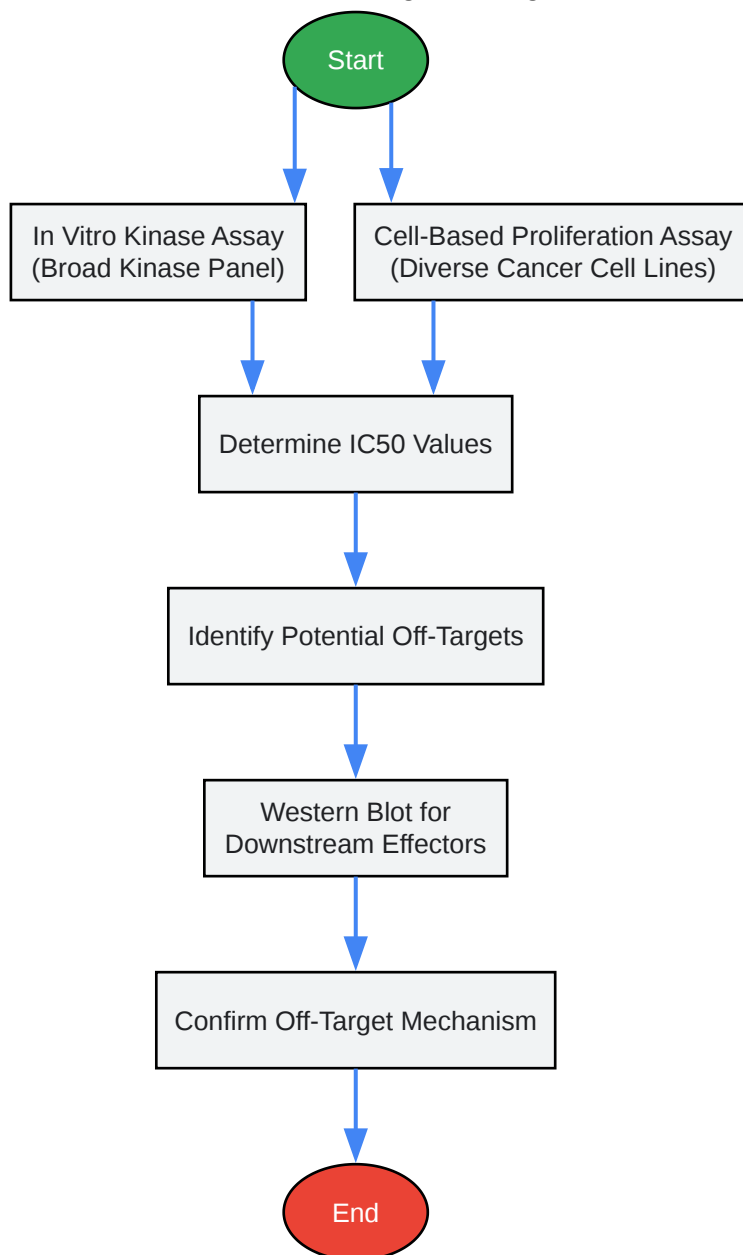 Start
In Vitro Kinase Assay
(Broad Kinase Panel)
Cell-Based Proliferation Assay
(Diverse Cancer Cell Lines)
Determine IC50 Values
Identify Potential Off-Targets
Western Blot for
Downstream Effectors
Confirm Off-Target Mechanism
End